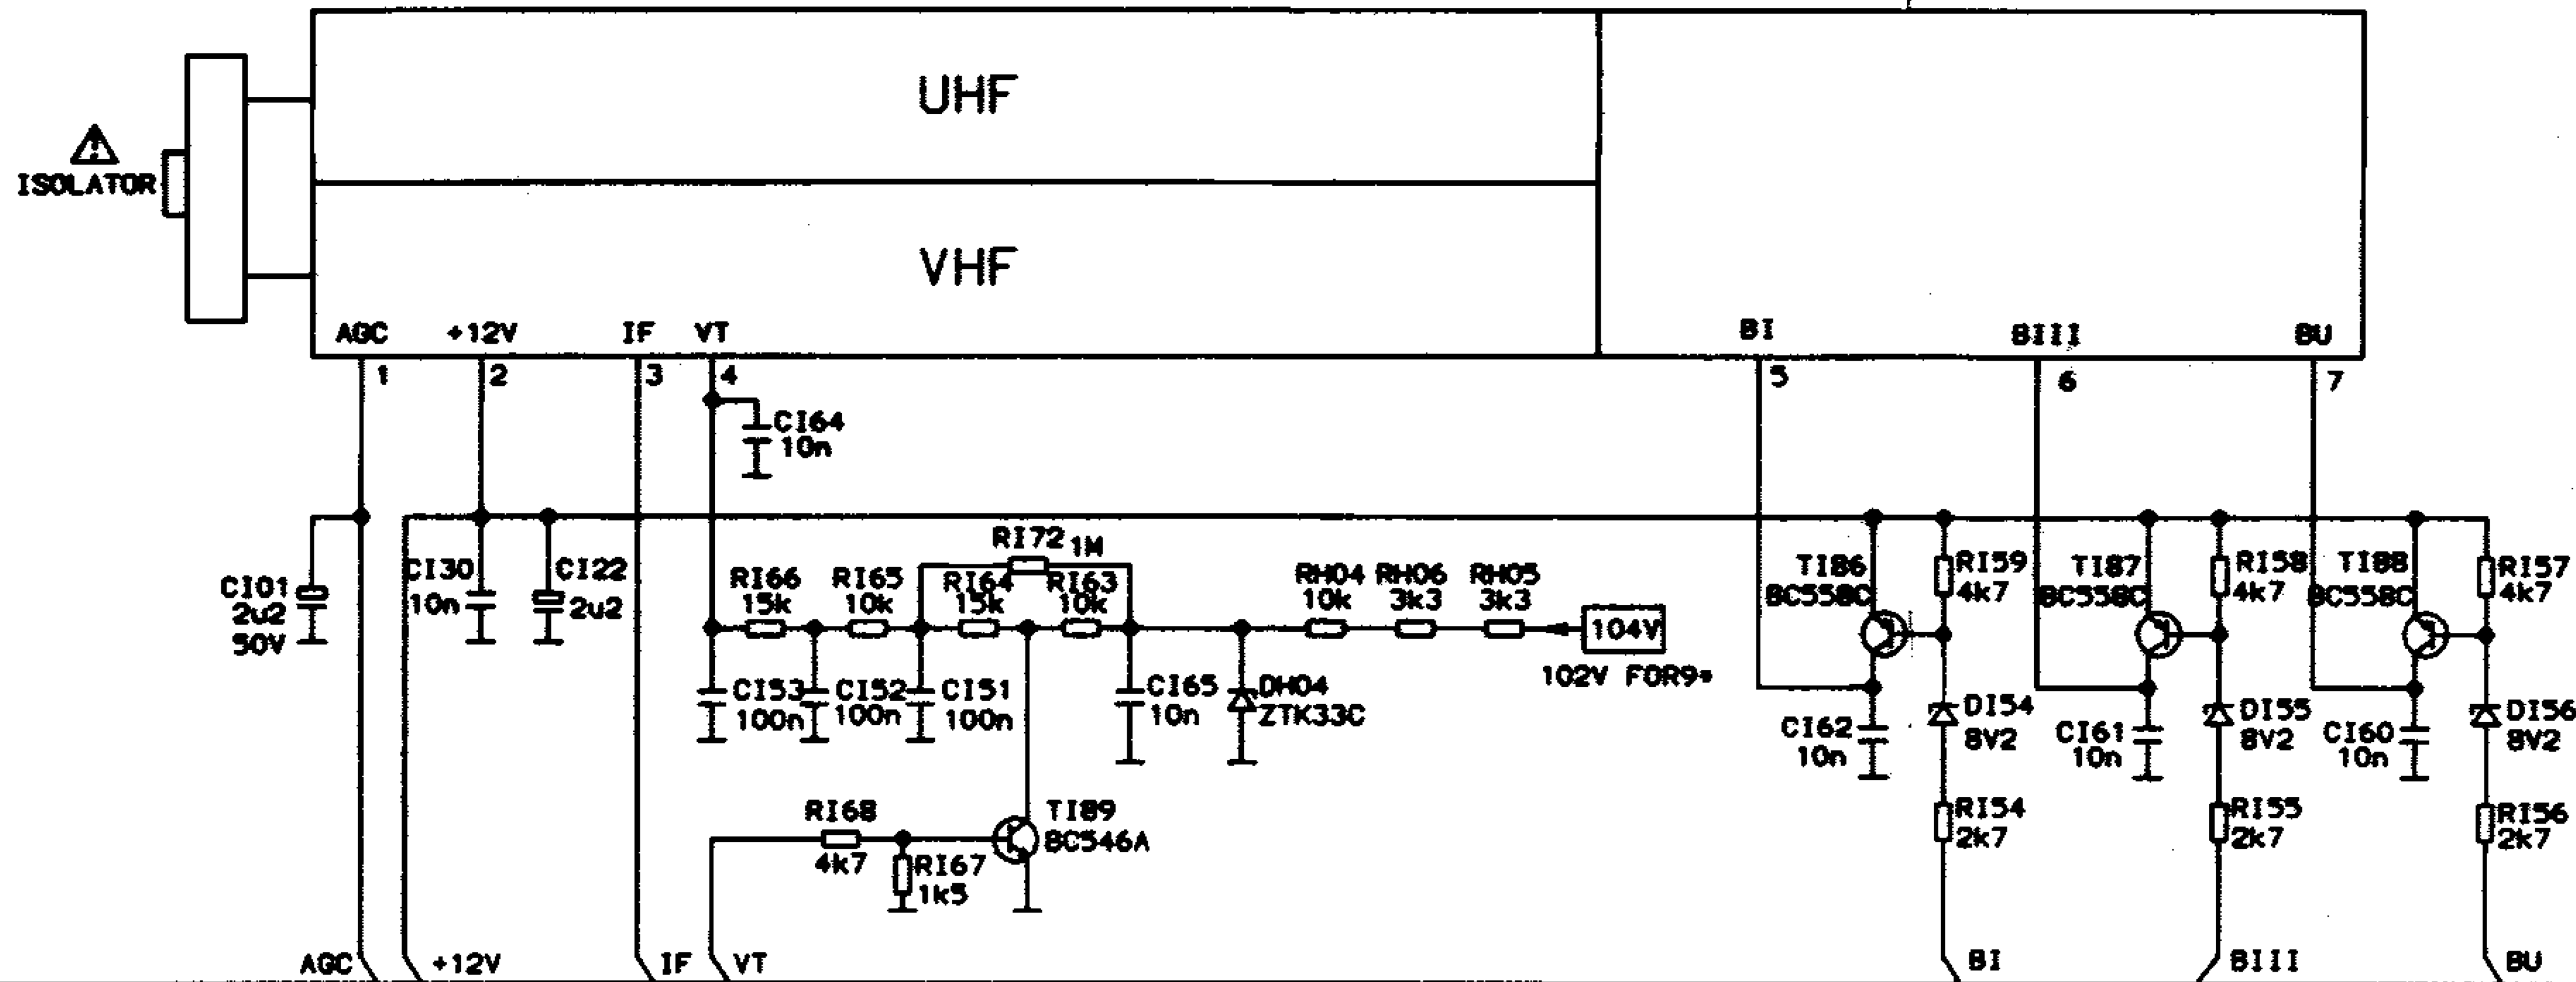 UHF
ISOLATOR
VHF
AGC +12V IF VT BI BIII BU
1 2 3 4 5 6 7
CI64
10n
CI01
2u2
50V
CI30
10n
CI22
2u2
RI72 1M
RI66
15k
RI65
10k
RI64
15k
RI63
10k
RH04
10k
RH06
3k3
RH05
3k3
104V
102V FOR9*
CI53
100n
CI52
100n
CI51
100n
CI65
10n
DH04
ZTK33C
TI86
BC558C
RI59
4k7
TI87
BC558C
RI58
4k7
TI88
BC558C
RI57
4k7
CI62
10n
DI54
8V2
CI61
10n
DI55
8V2
CI60
10n
DI56
8V2
RI68
4k7
RI67
1k5
TI89
BC546A
RI54
2k7
RI55
2k7
RI56
2k7
AGC +12V IF VT BI BIII BU